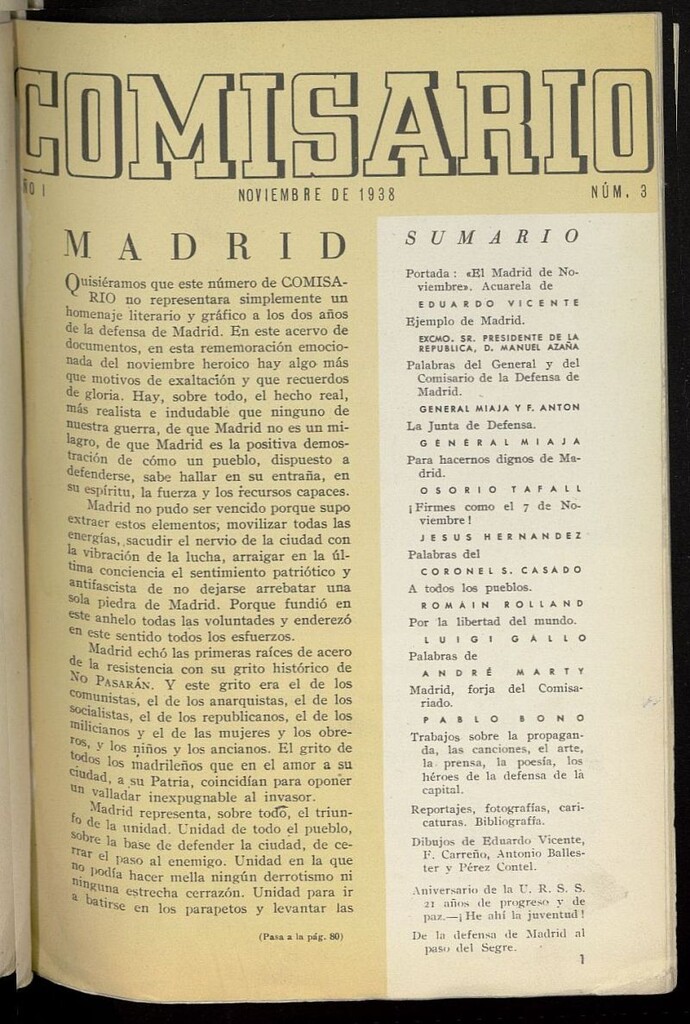 COMISARIO
ÑO I
NOVIEMBRE DE 1938
NÚM. 3
MADRID
Quisiéramos que este número de COMISA-
RIO no representara simplemente un
homenaje literario y gráfico a los dos años
de la defensa de Madrid. En este acervo de
documentos, en esta rememoración emocio-
nada del noviembre heroico hay algo más
que motivos de exaltación y que recuerdos
de gloria. Hay, sobre todo, el hecho real,
más realista e indudable que ninguno de
nuestra guerra, de que Madrid no es un mi-
lagro, de que Madrid es la positiva demos-
tración de cómo un pueblo, dispuesto a
defenderse, sabe hallar en su entraña, en
su espíritu, la fuerza y los recursos capaces.
Madrid no pudo ser vencido porque supo
extraer estos elementos; movilizar todas las
energías, sacudir el nervio de la ciudad con
la vibración de la lucha, arraigar en la úl-
tima conciencia el sentimiento patriótico y
antifascista de no dejarse arrebatar una
sola piedra de Madrid. Porque fundió en
este anhelo todas las voluntades y enderezó
en este sentido todos los esfuerzos.
Madrid echó las primeras raíces de acero
de la resistencia con su grito histórico de
NO PASARÁN. Y este grito era el de los
comunistas, el de los anarquistas, el de los
socialistas, el de los republicanos, el de los
milicianos y el de las mujeres y los obre-
ros, y los niños y los ancianos. El grito de
todos los madrileños que en el amor a su
ciudad, a su Patria, coincidían para oponer
un valladar inexpugnable al invasor.
Madrid representa, sobre todo, el triun-
fo de la unidad. Unidad de todo el pueblo,
sobre la base de defender la ciudad, de ce-
rrar el paso al enemigo. Unidad en la que
no podía hacer mella ningún derrotismo ni
ninguna estrecha cerrazón. Unidad para ir
a batirse en los parapetos y levantar las
(Pasa a la pág. 80)
SUMARIO
Portada: «El Madrid de No-
viembre». Acuarela de
EDUARDO VICENTE
Ejemplo de Madrid.
EXCMO. SR. PRESIDENTE DE LA
REPUBLICA, D. MANUEL AZAÑA
Palabras del General y del
Comisario de la Defensa de
Madrid.
GENERAL MIAJA Y F. ANTON
La Junta de Defensa.
GENERAL MIAJA
Para hacernos dignos de Ma-
drid.
OSORIO TAFALL
¡Firmes como el 7 de No-
viembre!
JESUS HERNANDEZ
Palabras del
CORONEL S. CASADO
A todos los pueblos.
ROMAIN ROLLAND
Por la libertad del mundo.
LUIGI GALLO
Palabras de
ANDRÉ MARTY
Madrid, forja del Comisa-
riado.
PABLO BONO
Trabajos sobre la propagan-
da, las canciones, el arte,
la prensa, la poesía, los
héroes de la defensa de la
capital.
Reportajes, fotografías, cari-
caturas. Bibliografía.
Dibujos de Eduardo Vicente,
F. Carreño, Antonio Balles-
ter y Pérez Contel.
Aniversario de la U. R. S. S.
21 años de progreso y de
paz.—¡He ahí la juventud!
De la defensa de Madrid al
paso del Segre.
1